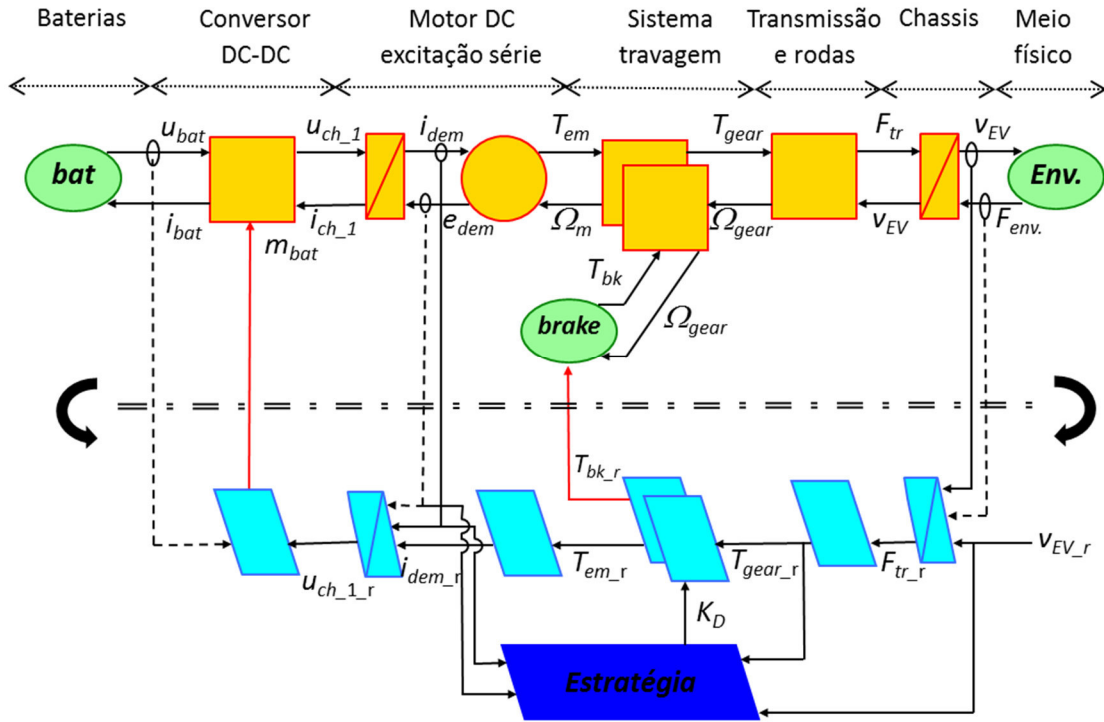 Baterias
Conversor
DC-DC
Motor DC
excitação série
Sistema
travagem
Transmissão
e rodas
Chassis
Meio
físico
u_bat
u_ch_1
i_dem
T_em
T_gear
F_tr
v_EV
bat
Env.
i_bat
m_bat
i_ch_1
e_dem
Ω_m
Ω_gear
v_EV
F_env.
T_bk
brake
Ω_gear
T_bk_r
v_EV_r
u_ch_1_r
i_dem_r
T_em_r
T_gear_r
F_tr_r
K_D
Estratégia